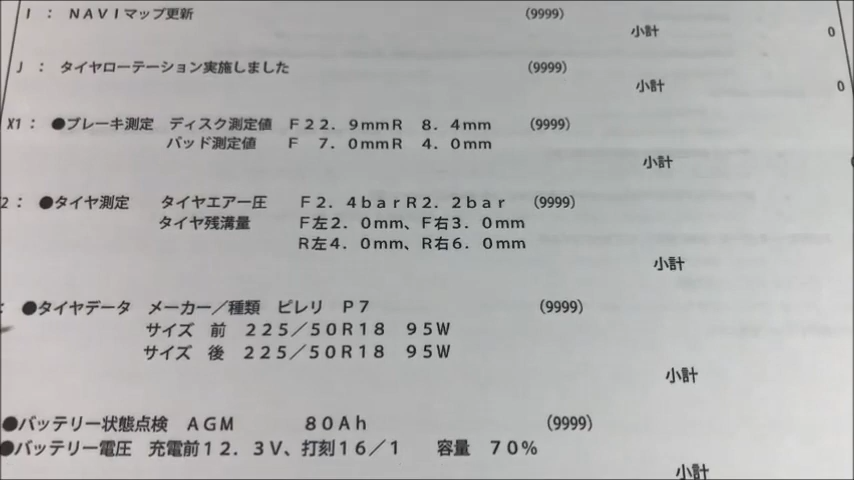 I： ＮＡＶＩマップ更新 (9999)
小計 0
J ： タイヤローテーション実施しました (9999)
小計 0
X1： ●ブレーキ測定 ディスク測定値 Ｆ２２．９ｍｍＲ ８．４ｍｍ (9999)
パッド測定値 Ｆ ７．０ｍｍＲ ４．０ｍｍ
小計
2： ●タイヤ測定 タイヤエアー圧 Ｆ２．４ｂａｒＲ２．２ｂａｒ (9999)
タイヤ残溝量 Ｆ左２．０ｍｍ、Ｆ右３．０ｍｍ
Ｒ左４．０ｍｍ、Ｒ右６．０ｍｍ
小計
： ●タイヤデータ メーカー／種類 ピレリ Ｐ７ (9999)
サイズ 前 ２２５／５０Ｒ１８ ９５Ｗ
サイズ 後 ２２５／５０Ｒ１８ ９５Ｗ
小計
●バッテリー状態点検 ＡＧＭ ８０Ａｈ (9999)
●バッテリー電圧 充電前１２．３Ｖ、打刻１６／１ 容量 ７０％
小計